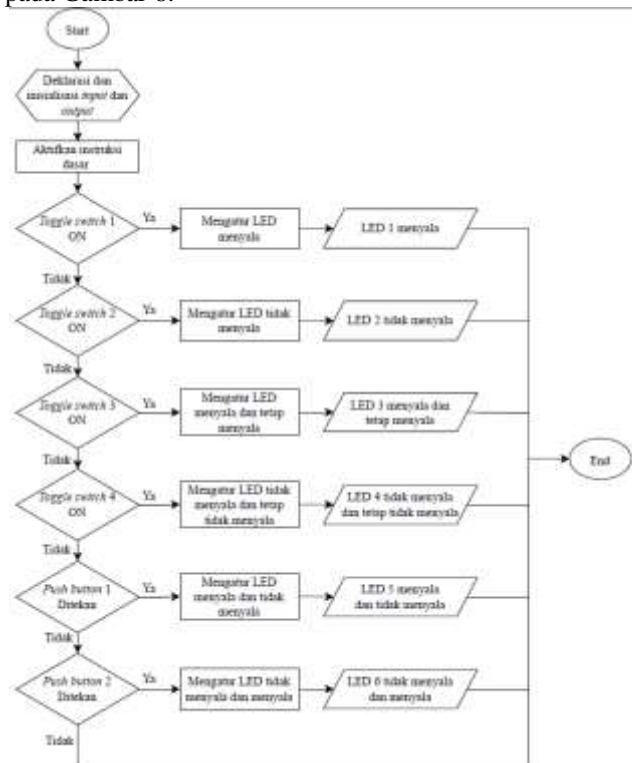 pada Gambar 6.
Start
Deklarasi dan
inisialisasi input dan
output
Aktifkan instruksi
dasar
Toggle switch 1
ON
Ya
Mengatur LED
menyala
LED 1 menyala
Tidak
Toggle switch 2
ON
Ya
Mengatur LED tidak
menyala
LED 2 tidak menyala
Tidak
Toggle switch 3
ON
Ya
Mengatur LED
menyala dan tetap
menyala
LED 3 menyala dan
tetap menyala
Tidak
Toggle switch 4
ON
Ya
Mengatur LED tidak
menyala dan tetap
tidak menyala
LED 4 tidak menyala
dan tetap tidak menyala
Tidak
Push button 1
Ditekan
Ya
Mengatur LED
menyala dan tidak
menyala
LED 5 menyala
dan tidak menyala
Tidak
Push button 2
Ditekan
Ya
Mengatur LED tidak
menyala dan menyala
LED 6 tidak menyala
dan menyala
Tidak
End